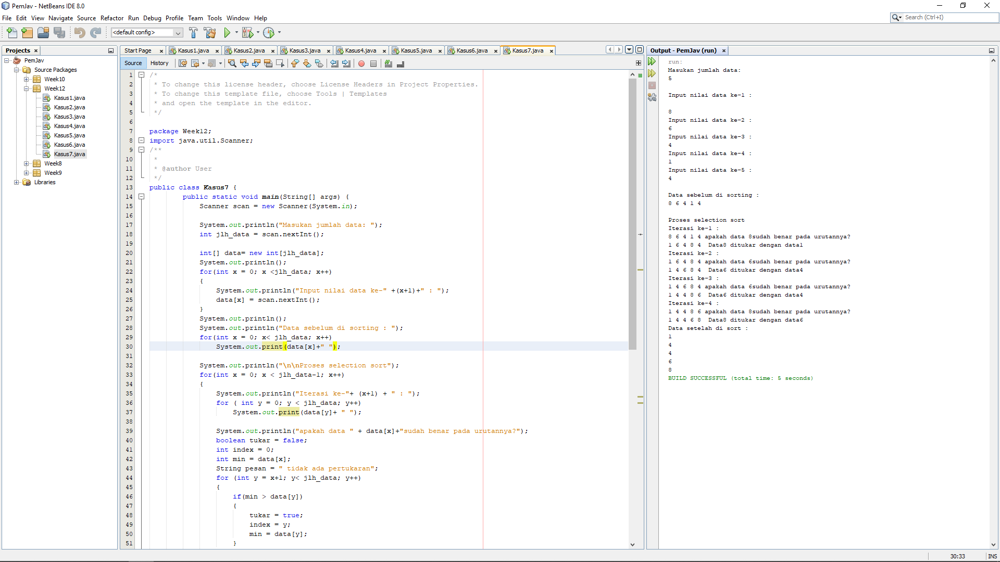 PemJav - NetBeans IDE 8.0
File Edit View Navigate Source Refactor Run Debug Profile Team Tools Window Help
Search (Ctrl+I)
<default config>
Projects
PemJav
Source Packages
Week10
Week12
Kasus1.java
Kasus2.java
Kasus3.java
Kasus4.java
Kasus5.java
Kasus6.java
Kasus7.java
Week8
Week9
Libraries
Start Page Kasus1.java Kasus2.java Kasus3.java Kasus4.java Kasus5.java Kasus6.java Kasus7.java
Source History
1 /*
2 * To change this license header, choose License Headers in Project Properties.
3 * To change this template file, choose Tools | Templates
4 * and open the template in the editor.
5 */
6
7 package Week12;
8 import java.util.Scanner;
9 /**
10 *
11 * @author User
12 */
13 public class Kasus7 {
14 public static void main(String[] args) {
15 Scanner scan = new Scanner(System.in);
16
17 System.out.println("Masukan jumlah data: ");
18 int jlh_data = scan.nextInt();
19
20 int[] data= new int[jlh_data];
21 System.out.println();
22 for(int x = 0; x <jlh_data; x++)
23 {
24 System.out.println("Input nilai data ke-" +(x+1)+" : ");
25 data[x] = scan.nextInt();
26 }
27 System.out.println();
28 System.out.println("Data sebelum di sorting : ");
29 for(int x = 0; x< jlh_data; x++)
30 System.out.print(data[x]+" ");
31
32 System.out.println("\n\nProses selection sort");
33 for(int x = 0; x < jlh_data-1; x++)
34 {
35 System.out.println("Iterasi ke-"+ (x+1) + " : ");
36 for ( int y = 0; y < jlh_data; y++)
37 System.out.print(data[y]+ " ");
38
39 System.out.println("apakah data " + data[x]+"sudah benar pada urutannya?");
40 boolean tukar = false;
41 int index = 0;
42 int min = data[x];
43 String pesan = " tidak ada pertukaran";
44 for (int y = x+1; y< jlh_data; y++)
45 {
46 if(min > data[y])
47 {
48 tukar = true;
49 index = y;
50 min = data[y];
51 }
Output - PemJav (run)
run:
Masukan jumlah data:
5
Input nilai data ke-1 :
8
Input nilai data ke-2 :
6
Input nilai data ke-3 :
4
Input nilai data ke-4 :
1
Input nilai data ke-5 :
4
Data sebelum di sorting :
8 6 4 1 4
Proses selection sort
Iterasi ke-1 :
8 6 4 1 4 apakah data 8sudah benar pada urutannya?
1 6 4 8 4  Data8 ditukar dengan data1
Iterasi ke-2 :
1 6 4 8 4 apakah data 6sudah benar pada urutannya?
1 4 6 8 4  Data6 ditukar dengan data4
Iterasi ke-3 :
1 4 6 8 4 apakah data 6sudah benar pada urutannya?
1 4 4 8 6  Data6 ditukar dengan data4
Iterasi ke-4 :
1 4 4 8 6 apakah data 8sudah benar pada urutannya?
1 4 4 6 8  Data8 ditukar dengan data6
Data setelah di sort :
1
4
4
6
8
BUILD SUCCESSFUL (total time: 5 seconds)
30:33 INS